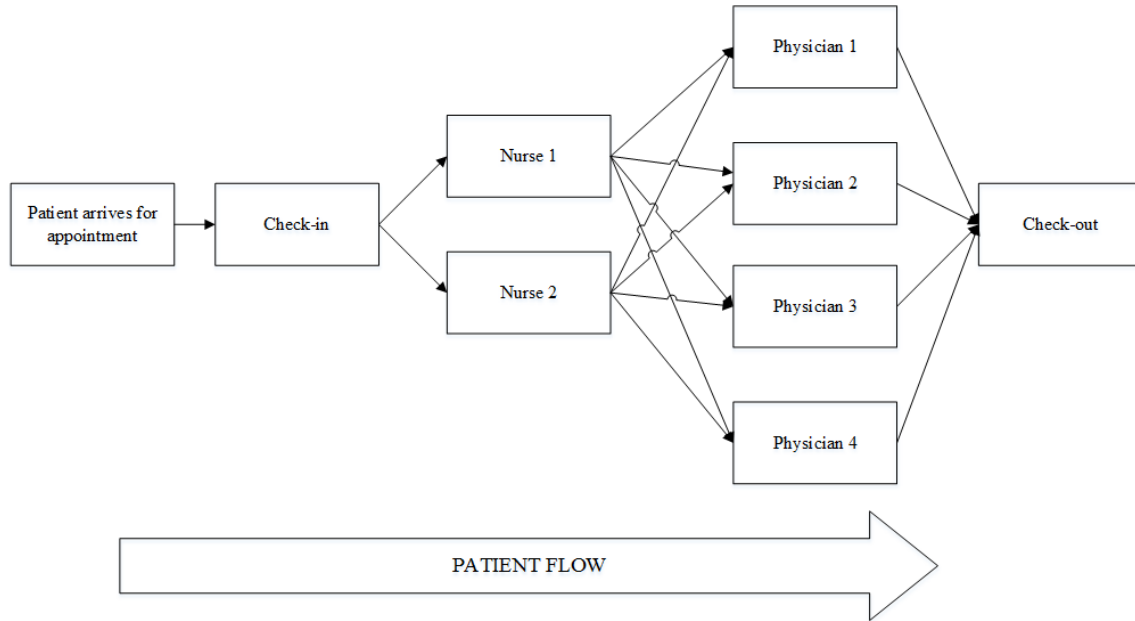 Patient arrives for
appointment
Check-in
Nurse 1
Nurse 2
Physician 1
Physician 2
Physician 3
Physician 4
Check-out
PATIENT FLOW